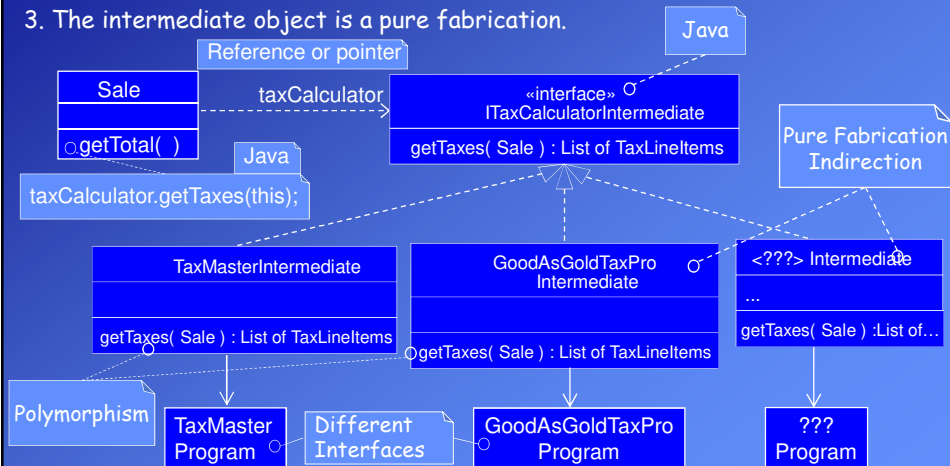 3. The intermediate object is a pure fabrication.
Java
Reference or pointer
Sale
taxCalculator
«interface»
ITaxCalculatorIntermediate
getTotal( )
getTaxes( Sale ) : List of TaxLineItems
Pure Fabrication
Indirection
Java
taxCalculator.getTaxes(this);
TaxMasterIntermediate
GoodAsGoldTaxPro
Intermediate
<???> Intermediate
...
getTaxes( Sale ) : List of TaxLineItems
getTaxes( Sale ) : List of TaxLineItems
getTaxes( Sale ) :List of...
Polymorphism
TaxMaster
Program
Different
Interfaces
GoodAsGoldTaxPro
Program
???
Program